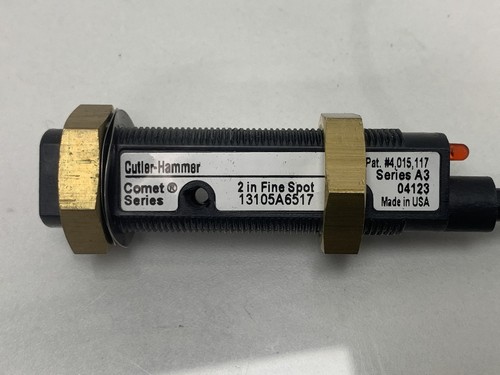 Cutler-Hammer
Comet ® 2 in Fine Spot
Series 13105A6517
Pat. #4,015,117
Series A3
04123
Made in USA